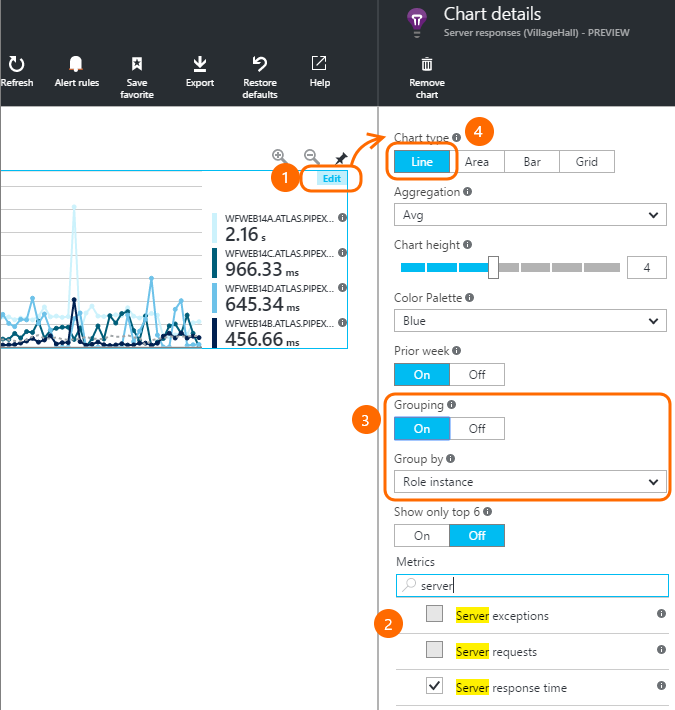 Chart details
Server responses (VillageHall) - PREVIEW
Refresh
Alert rules
Save
favorite
Export
Restore
defaults
Help
Remove
chart
1
Edit
WFWEB14A.ATLAS.PIPEX...
2.16 s
WFWEB14C.ATLAS.PIPEX...
966.33 ms
WFWEB14D.ATLAS.PIPEX...
645.34 ms
WFWEB14B.ATLAS.PIPEX...
456.66 ms
Chart type
4
Line Area Bar Grid
Aggregation
Avg
Chart height
4
Color Palette
Blue
Prior week
On Off
3
Grouping
On Off
Group by
Role instance
Show only top 6
On Off
Metrics
server
2
Server exceptions
Server requests
Server response time